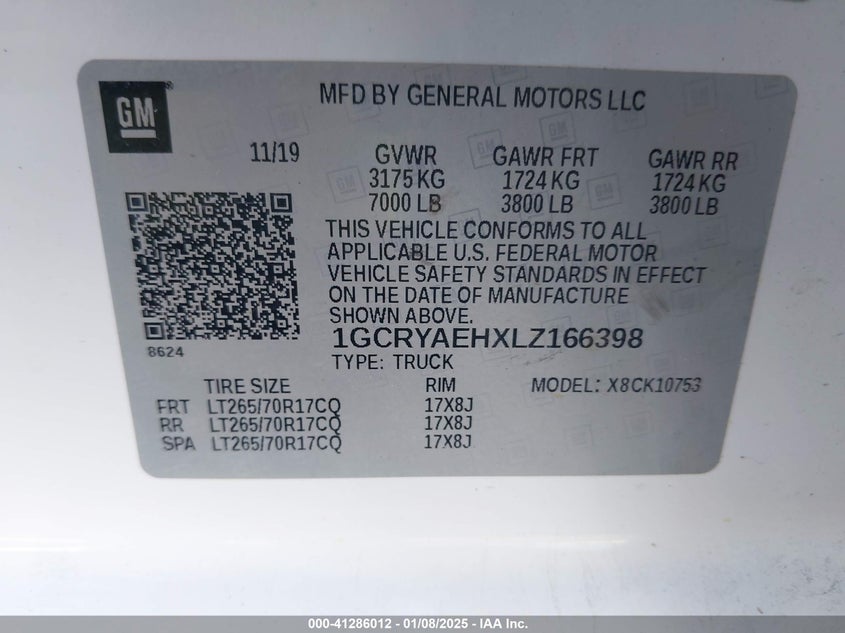 GM
MFD BY GENERAL MOTORS LLC
11/19 GVWR GAWR FRT GAWR RR
3175 KG 1724 KG 1724 KG
7000 LB 3800 LB 3800 LB
THIS VEHICLE CONFORMS TO ALL
APPLICABLE U.S. FEDERAL MOTOR
VEHICLE SAFETY STANDARDS IN EFFECT
ON THE DATE OF MANUFACTURE
SHOWN ABOVE.
8624
1GCRYAEHXLZ166398
TYPE: TRUCK
TIRE SIZE RIM MODEL: X8CK10753
FRT LT265/70R17CQ 17X8J
RR LT265/70R17CQ 17X8J
SPA LT265/70R17CQ 17X8J
000-41286012 - 01/08/2025 - IAA Inc.